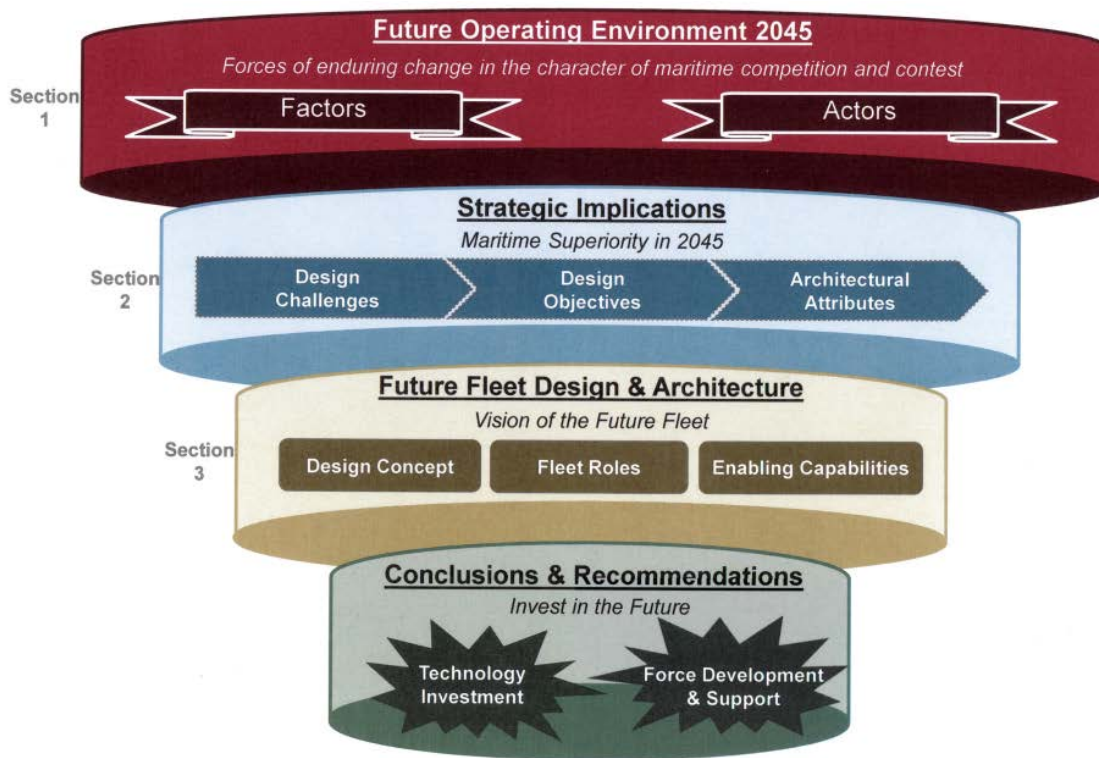 Future Operating Environment 2045
Forces of enduring change in the character of maritime competition and contest
Section
1
Factors
Actors
Strategic Implications
Maritime Superiority in 2045
Section
2
Design
Challenges
Design
Objectives
Architectural
Attributes
Future Fleet Design & Architecture
Vision of the Future Fleet
Section
3
Design Concept
Fleet Roles
Enabling Capabilities
Conclusions & Recommendations
Invest in the Future
Technology
Investment
Force Development
& Support